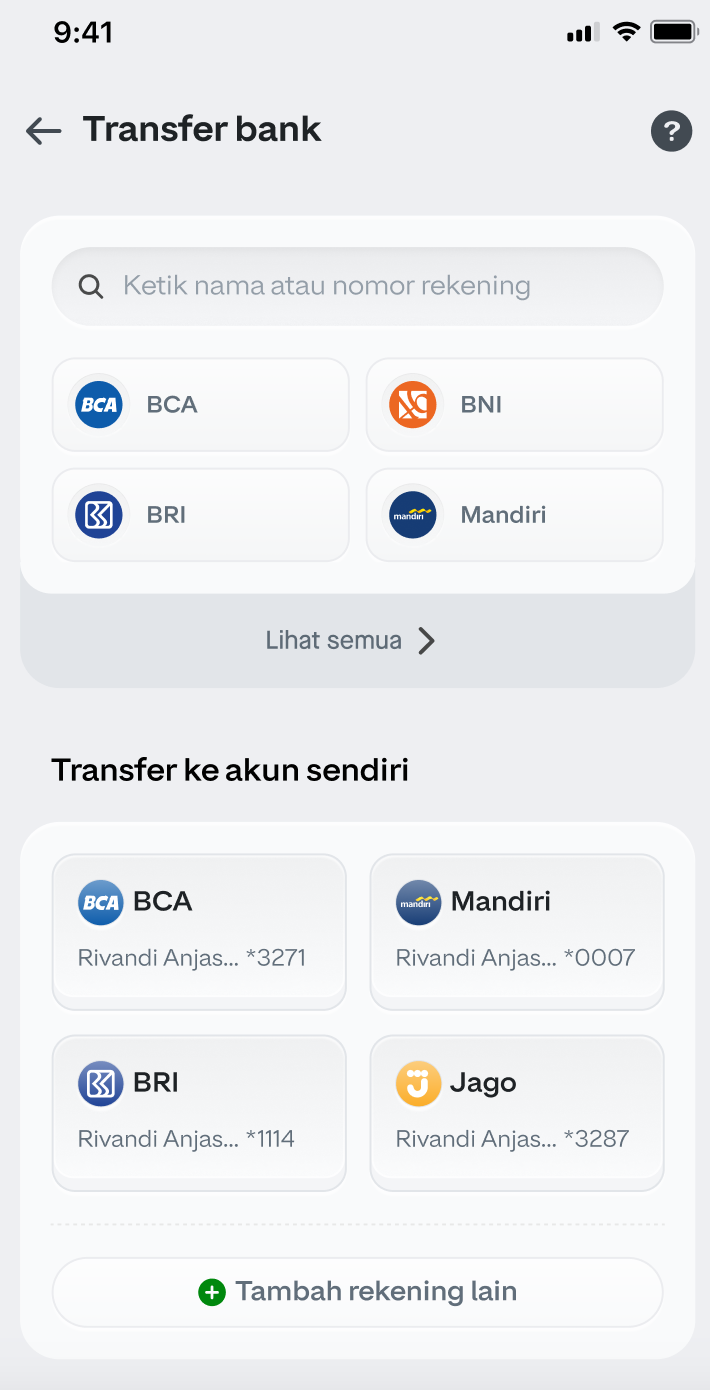 9:41
Transfer bank
?
Ketik nama atau nomor rekening
BCA BCA
BNI
BRI
mandiri Mandiri
Lihat semua
Transfer ke akun sendiri
BCA BCA
Rivandi Anjas... *3271
mandiri Mandiri
Rivandi Anjas... *0007
BRI
Rivandi Anjas... *1114
Jago
Rivandi Anjas... *3287
Tambah rekening lain